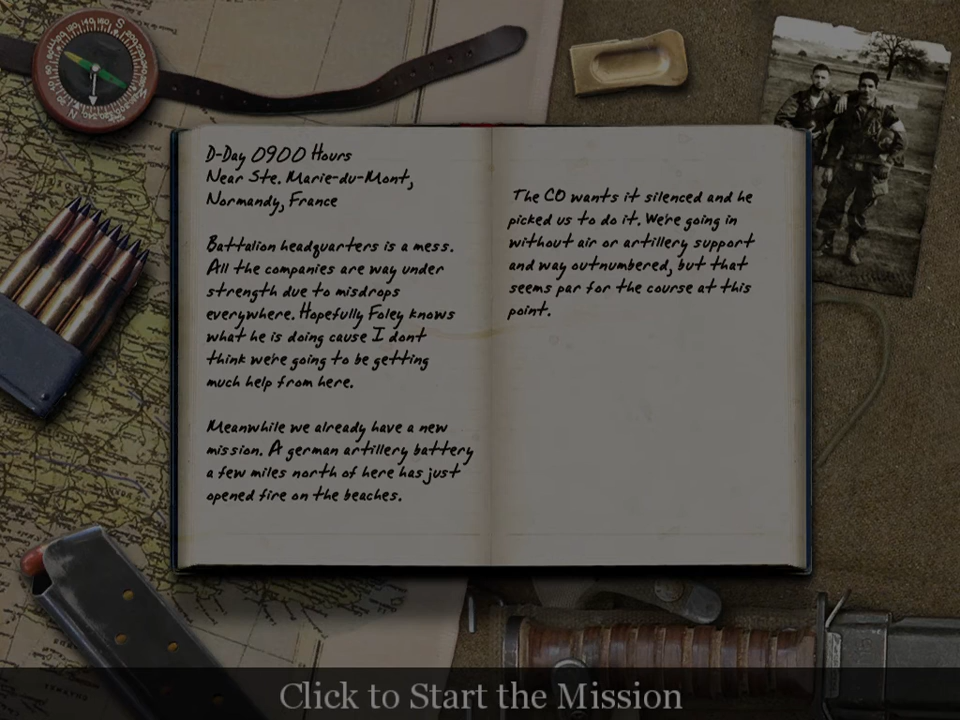 D-Day 0900 Hours
Near Ste. Marie-du-Mont,
Normandy, France
Battalion headquarters is a mess.
All the companies are way under
strength due to misdrops
everywhere. Hopefully Foley knows
what he is doing cause I dont
think we're going to be getting
much help from here.
Meanwhile we already have a new
mission. A german artillery battery
a few miles north of here has just
opened fire on the beaches.
The CO wants it silenced and he
picked us to do it. We're going in
without air or artillery support
and way outnumbered, but that
seems par for the course at this
point.
Click to Start the Mission